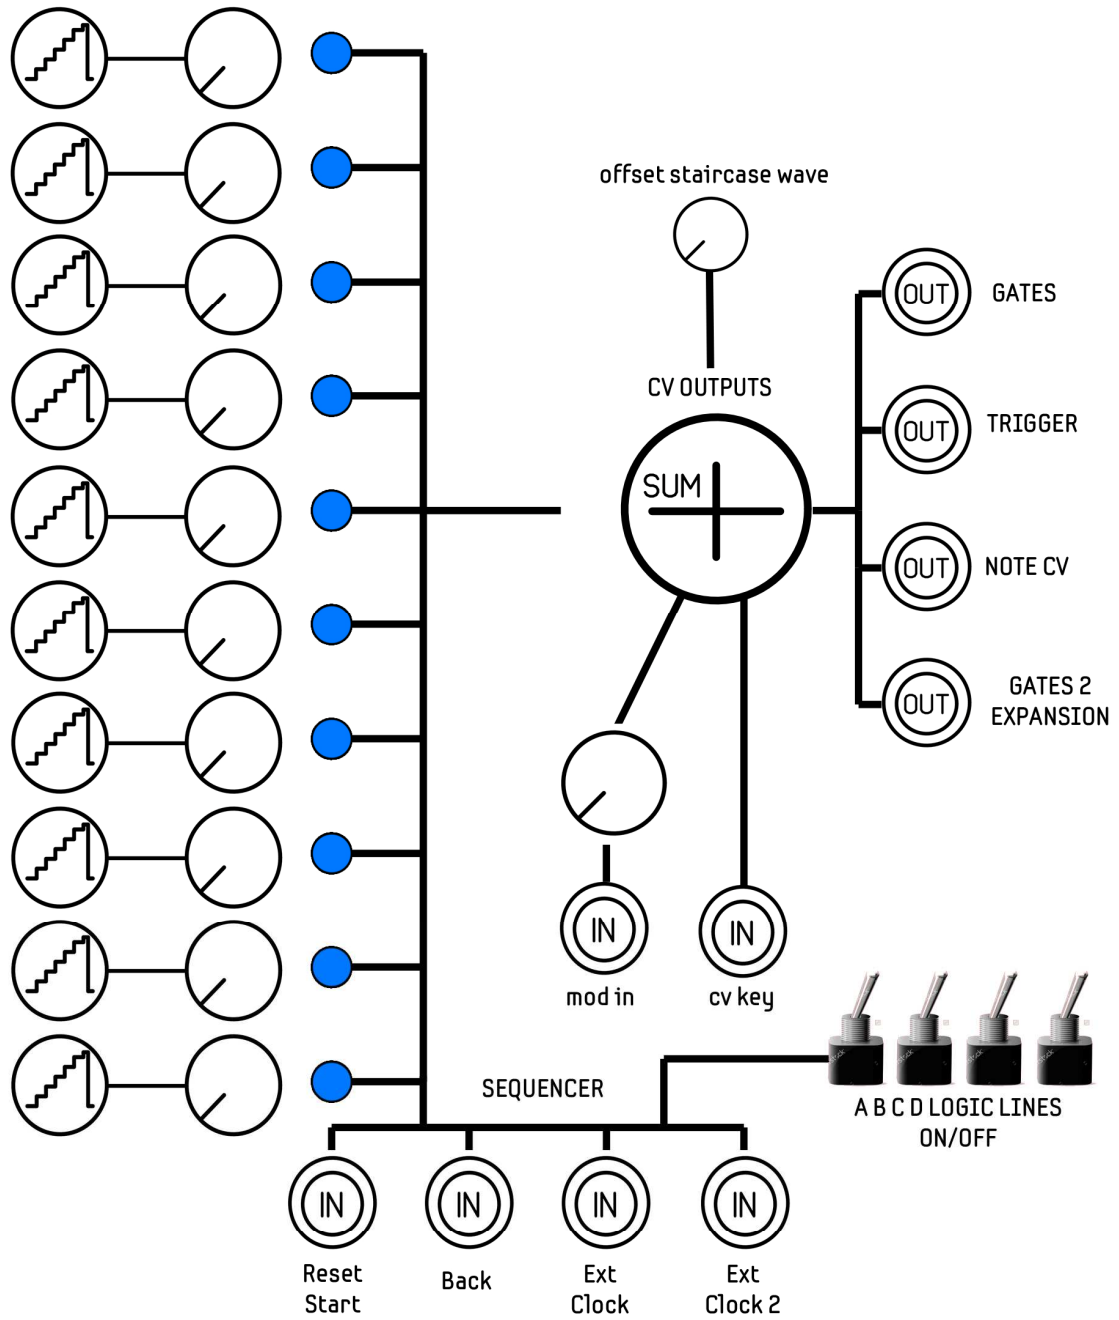 offset staircase wave
CV OUTPUTS
SUM
OUT
GATES
OUT
TRIGGER
OUT
NOTE CV
OUT
GATES 2
EXPANSION
IN
mod in
IN
cv key
SEQUENCER
A B C D LOGIC LINES
ON/OFF
IN
IN
IN
IN
Reset
Start
Back
Ext
Clock
Ext
Clock 2